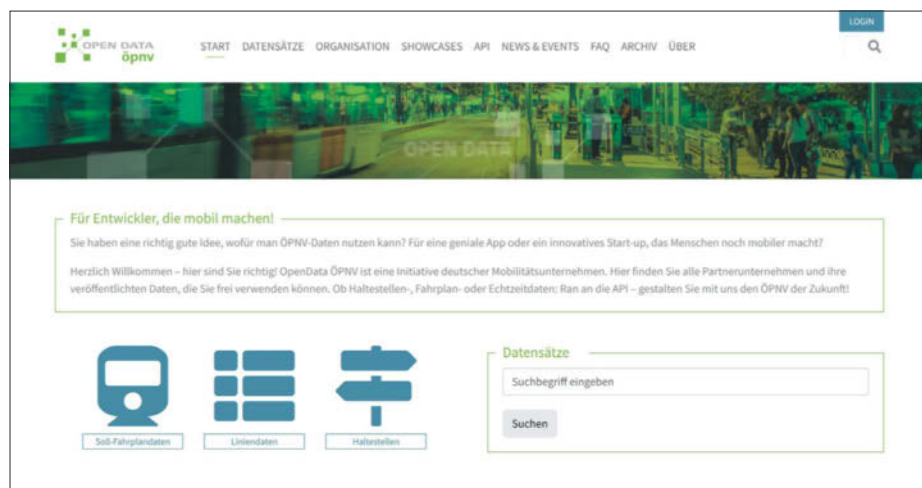 LOGIN
OPEN DATA
öpnv
START DATENSÄTZE ORGANISATION SHOWCASES API NEWS & EVENTS FAQ ARCHIV ÜBER
OPEN DATA
Für Entwickler, die mobil machen!
Sie haben eine richtig gute Idee, wofür man ÖPNV-Daten nutzen kann? Für eine geniale App oder ein innovatives Start-up, das Menschen noch mobiler macht?
Herzlich Willkommen – hier sind Sie richtig! OpenData ÖPNV ist eine Initiative deutscher Mobilitätsunternehmen. Hier finden Sie alle Partnerunternehmen und ihre
veröffentlichten Daten, die Sie frei verwenden können. Ob Haltestellen-, Fahrplan- oder Echtzeitdaten: Ran an die API – gestalten Sie mit uns den ÖPNV der Zukunft!
Datensätze
Suchbegriff eingeben
Suchen
Soll-Fahrplandaten
Liniendaten
Haltestellen